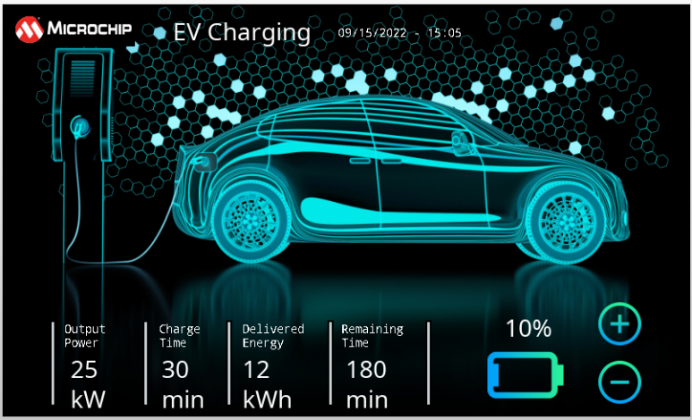 MICROCHIP
EV Charging
09/15/2022 - 15:05
Output Power
Charge Time
Delivered Energy
Remaining Time
25 kW
30 min
12 kWh
180 min
10%
+
−